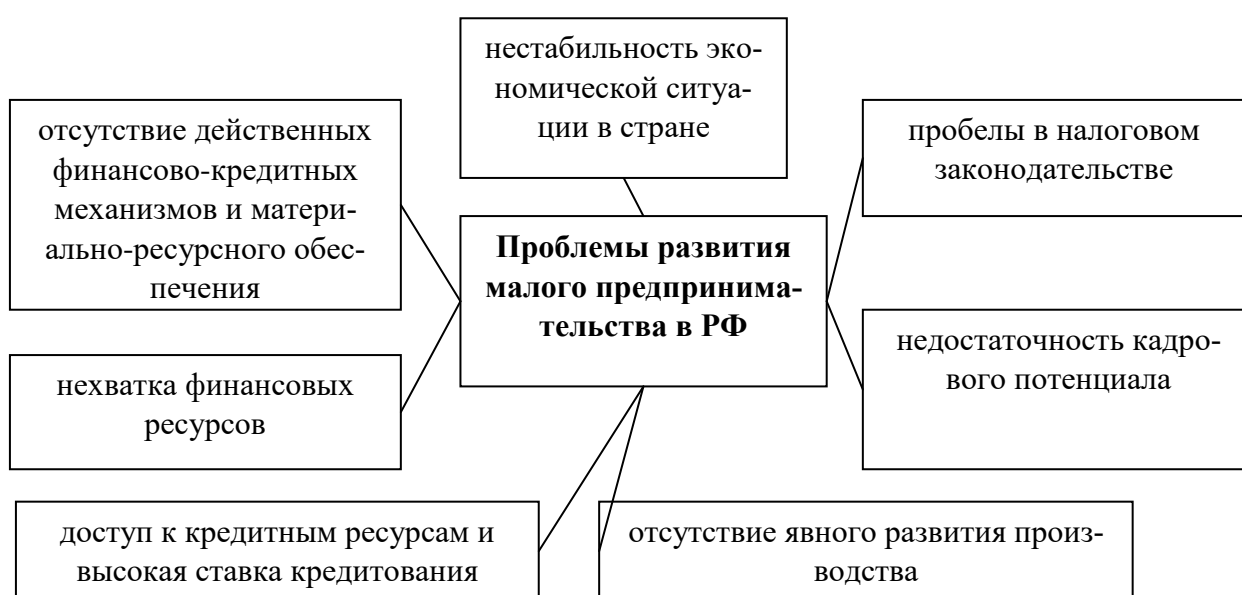 нестабильность эко-
номической ситуа-
ции в стране
отсутствие действенных
финансово-кредитных
механизмов и матери-
ально-ресурсного обес-
печения
пробелы в налоговом
законодательстве
Проблемы развития
малого предпринима-
тельства в РФ
недостаточность кадро-
вого потенциала
нехватка финансовых
ресурсов
доступ к кредитным ресурсам и
высокая ставка кредитования
отсутствие явного развития произ-
водства